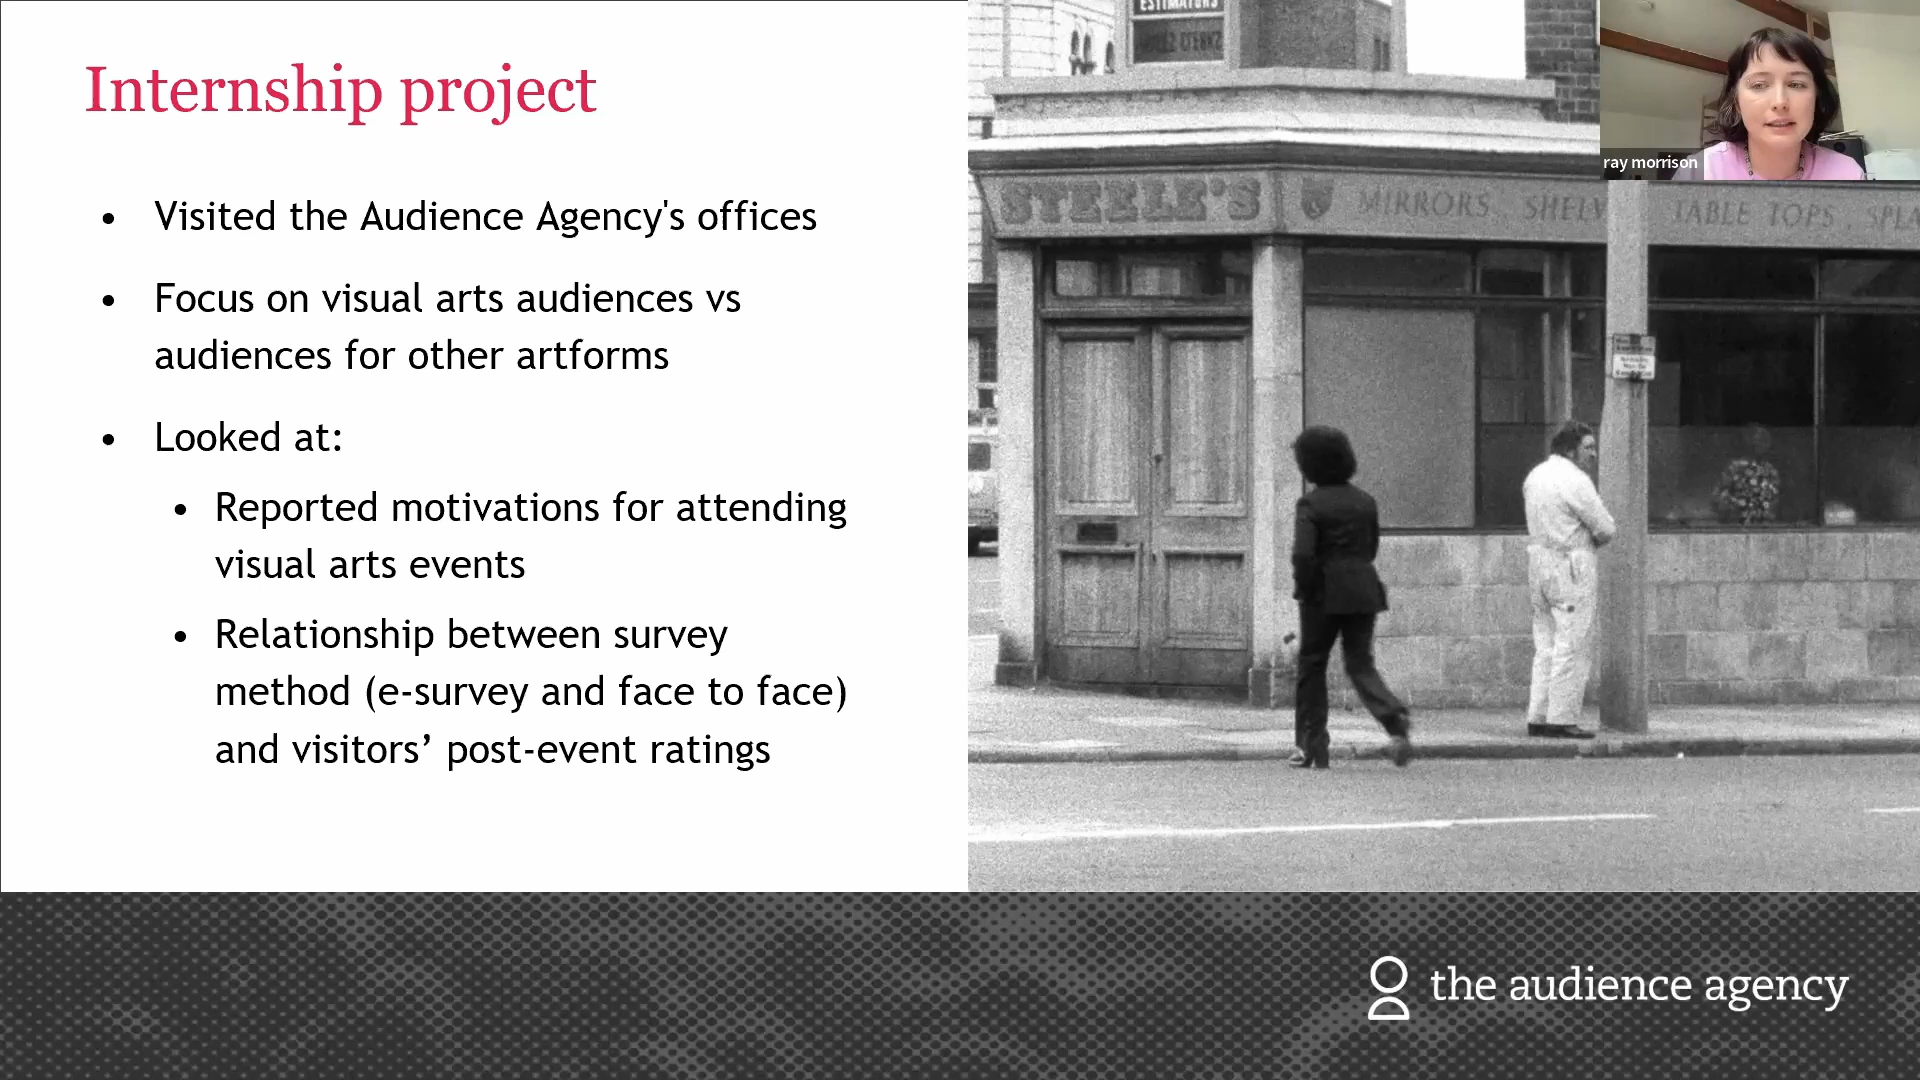 Internship project
• Visited the Audience Agency's offices
• Focus on visual arts audiences vs
audiences for other artforms
• Looked at:
• Reported motivations for attending
visual arts events
• Relationship between survey
method (e-survey and face to face)
and visitors’ post-event ratings
ESTIMATORS
STEELE'S MIRRORS, SHELV TABLE TOPS, SPLA
ray morrison
the audience agency